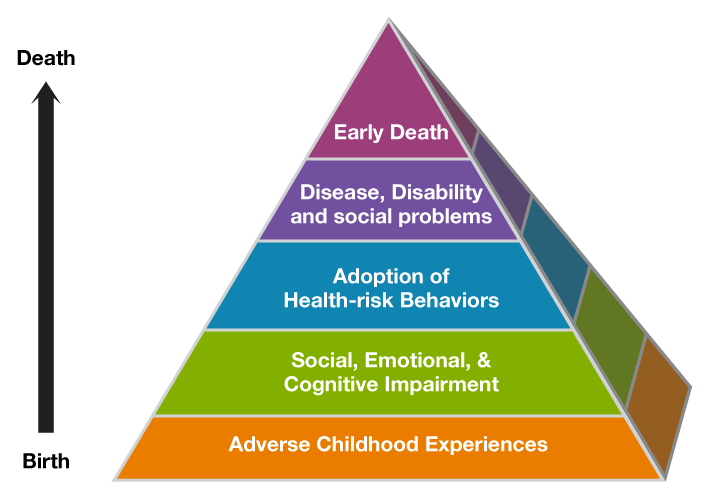 Death
Early Death
Disease, Disability
and social problems
Adoption of
Health-risk Behaviors
Social, Emotional, &
Cognitive Impairment
Adverse Childhood Experiences
Birth